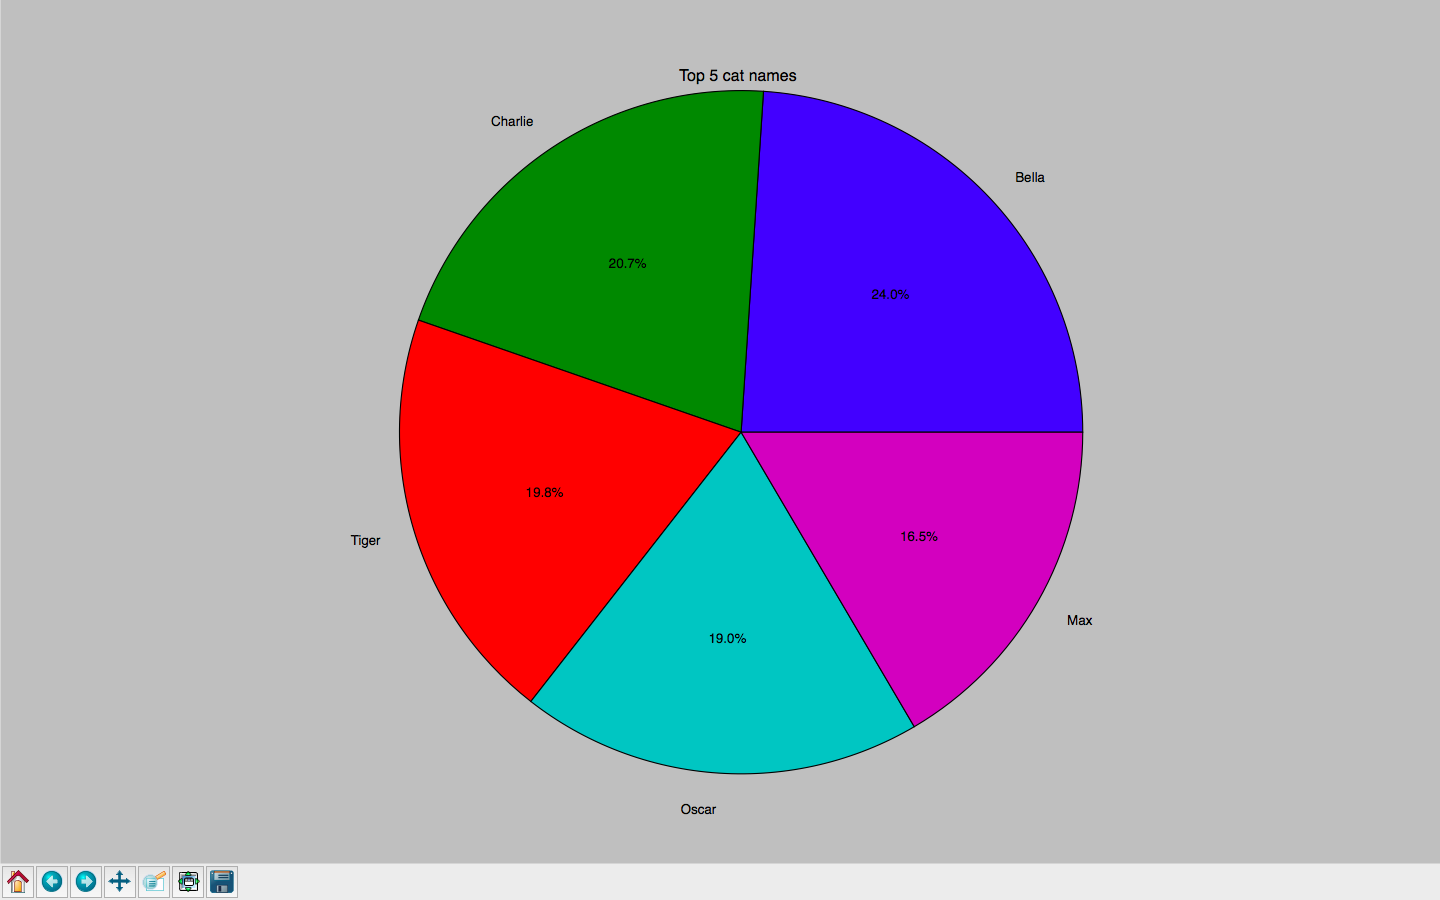 Top 5 cat names
Charlie
Bella
20.7%
24.0%
19.8%
16.5%
Tiger
Max
19.0%
Oscar